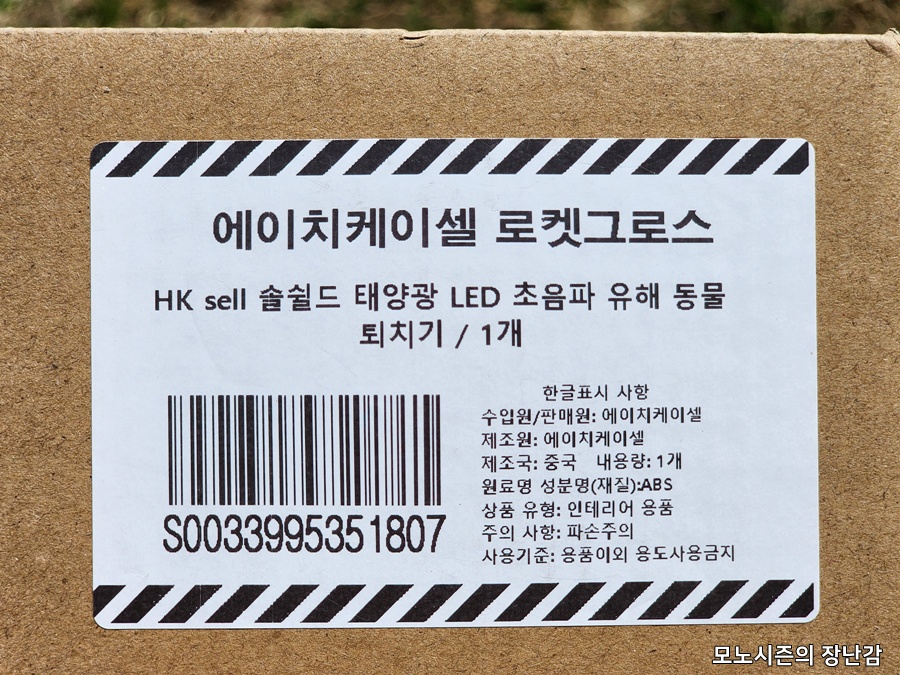 에이치케이셀 로켓그로스
HK sell 솔쉴드 태양광 LED 초음파 유해 동물
퇴치기 / 1개
한글표시 사항
수입원/판매원: 에이치케이셀
제조원: 에이치케이셀
제조국: 중국 내용량: 1개
원료명 성분명(재질):ABS
상품 유형: 인테리어 용품
주의 사항: 파손주의
사용기준: 용품이외 용도사용금지
S0033995351807
모노시즌의 장난감